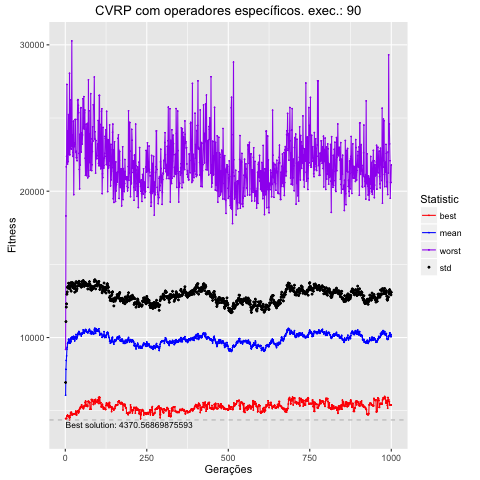 CVRP com operadores específicos. exec.: 90
30000
20000
10000
Fitness
Best solution: 4370.56869875593
0 250 500 750 1000
Gerações
Statistic
best
mean
worst
std